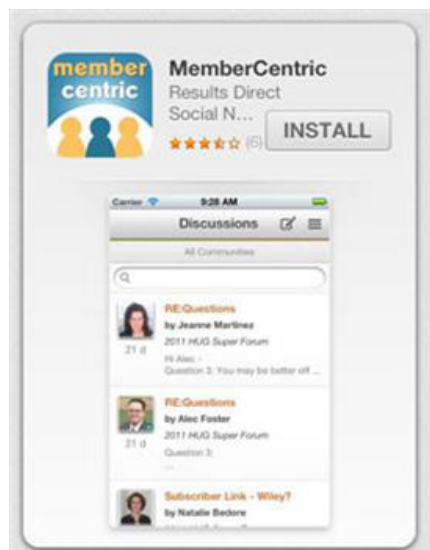 member
centric
MemberCentric
Results Direct
Social N...
(6)
INSTALL
Carrier
9:28 AM
Discussions
All Communities
RE:Questions
by Jeanne Martinez
2011 HUG Super Forum
21 d
Hi Alec -
Question 3: You may be better off ...
RE:Questions
by Alec Foster
2011 HUG Super Forum
21 d
Question 3:
...
Subscriber Link - Wiley?
by Natalie Bedore